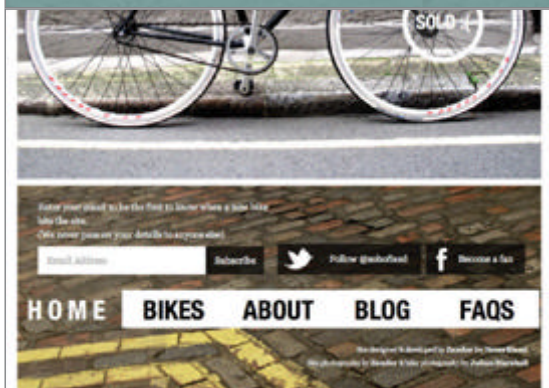 SOLD :(
Enter your email to be the first to know when a new bike
hits the site.
(We never pass on your details to anyone else)
Email Address
Subscribe
Follow @sohofixed
Become a fan
HOME BIKES ABOUT BLOG FAQS